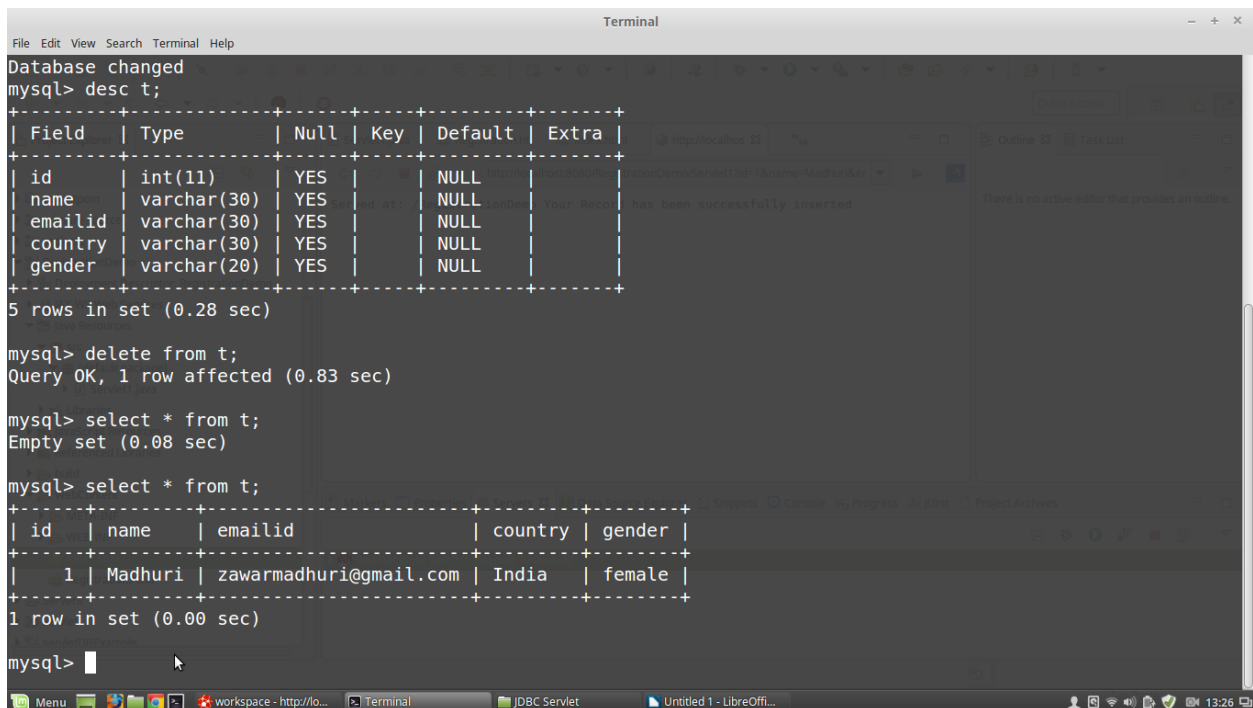 Terminal
File Edit View Search Terminal Help
Database changed
mysql> desc t;
+----------+-------------+------+-----+---------+-------+
| Field | Type | Null | Key | Default | Extra |
+----------+-------------+------+-----+---------+-------+
| id | int(11) | YES | | NULL | |
| name | varchar(30) | YES | | NULL | |
| emailid | varchar(30) | YES | | NULL | |
| country | varchar(30) | YES | | NULL | |
| gender | varchar(20) | YES | | NULL | |
+----------+-------------+------+-----+---------+-------+
5 rows in set (0.28 sec)
mysql> delete from t;
Query OK, 1 row affected (0.83 sec)
mysql> select * from t;
Empty set (0.08 sec)
mysql> select * from t;
+------+---------+------------------------+---------+--------+
| id | name | emailid | country | gender |
+------+---------+------------------------+---------+--------+
| 1 | Madhuri | zawarmadhuri@gmail.com | India | female |
+------+---------+------------------------+---------+--------+
1 row in set (0.00 sec)
mysql>
Menu workspace - http://lo... Terminal JDBC Servlet Untitled 1 - LibreOffi... 13:26